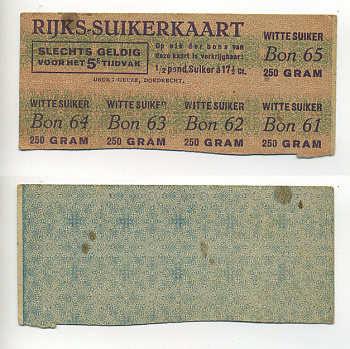 RIJKS-SUIKERKAART
SLECHTS GELDIG
VOOR HET 5E TIJDVAK
Op elk der bons van
deze kaart is verkrijgbaar:
1/2 pond Suiker à 17½ Ct.
DRUK: GEUZE, DORDRECHT.
WITTE SUIKER
Bon 65
250 GRAM
WITTE SUIKER
Bon 64
250 GRAM
WITTE SUIKER
Bon 63
250 GRAM
WITTE SUIKER
Bon 62
250 GRAM
WITTE SUIKER
Bon 61
250 GRAM